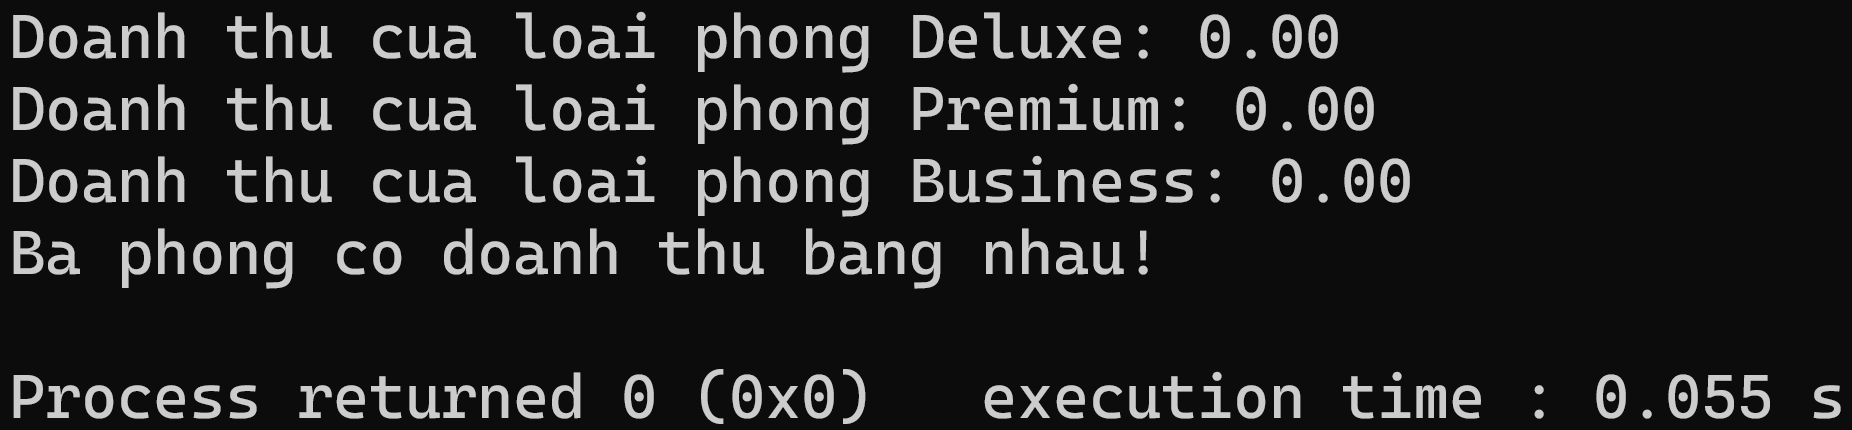 Doanh thu cua loai phong Deluxe: 0.00
Doanh thu cua loai phong Premium: 0.00
Doanh thu cua loai phong Business: 0.00
Ba phong co doanh thu bang nhau!
Process returned 0 (0x0)   execution time : 0.055 s